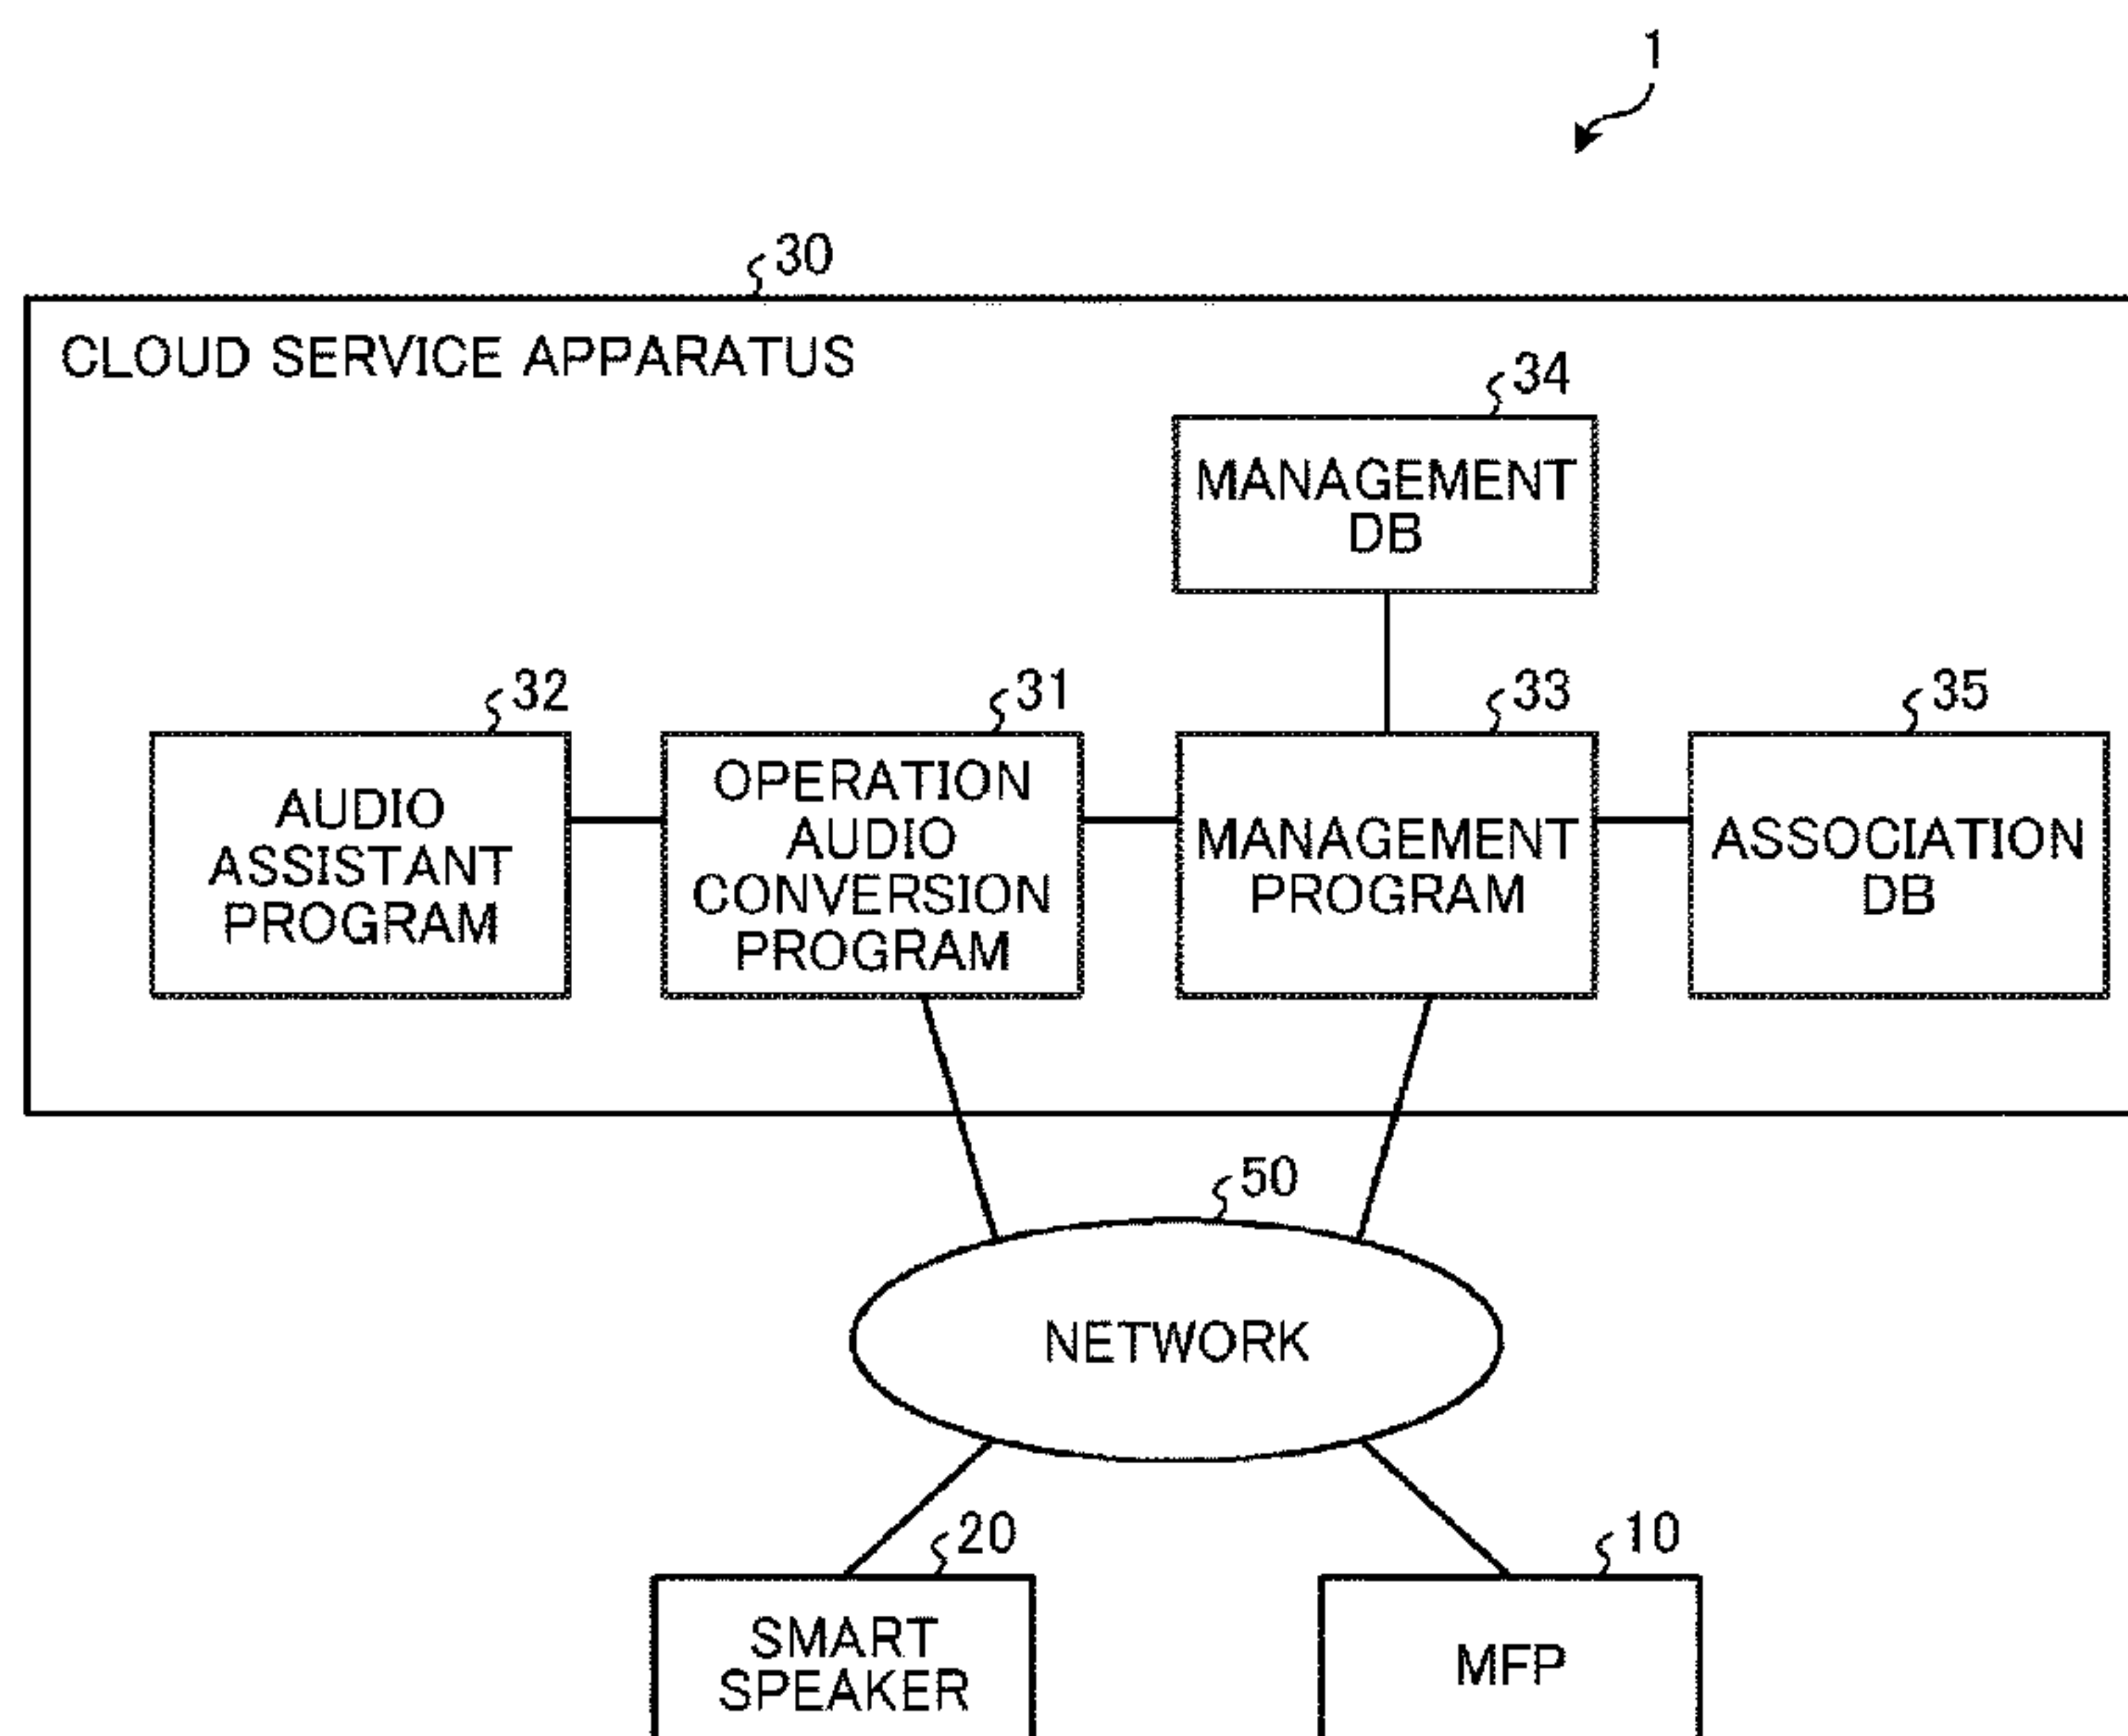 1
30
CLOUD SERVICE APPARATUS
34
MANAGEMENT
DB
32
31
33
35
AUDIO
ASSISTANT
PROGRAM
OPERATION
AUDIO
CONVERSION
PROGRAM
MANAGEMENT
PROGRAM
ASSOCIATION
DB
50
NETWORK
20
10
SMART
SPEAKER
MFP